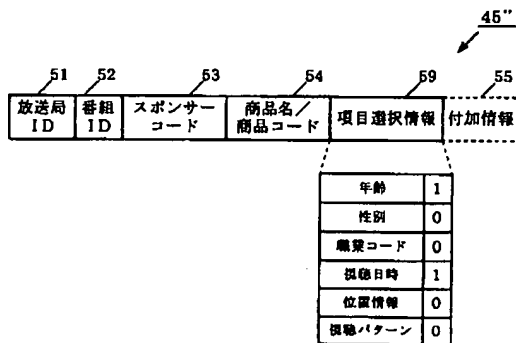 45"
51
52
53
54
59
55
放送局
ID
番組
ID
スポンサー
コード
商品名/
商品コード
項目選択情報
付加情報
年齢 1
性別 0
職業コード 0
視聴日時 1
位置情報 0
視聴パターン 0